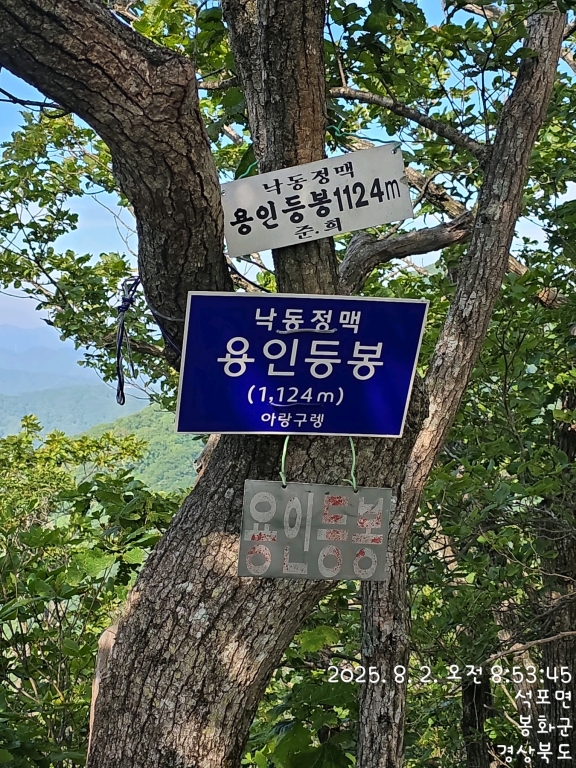 낙동정맥
용인등봉1124m
준.희
낙동정맥
용인등봉
(1,124m)
아랑구렝
용인등봉
2025. 8. 2. 오전 8:53:45
석포면
봉화군
경상북도